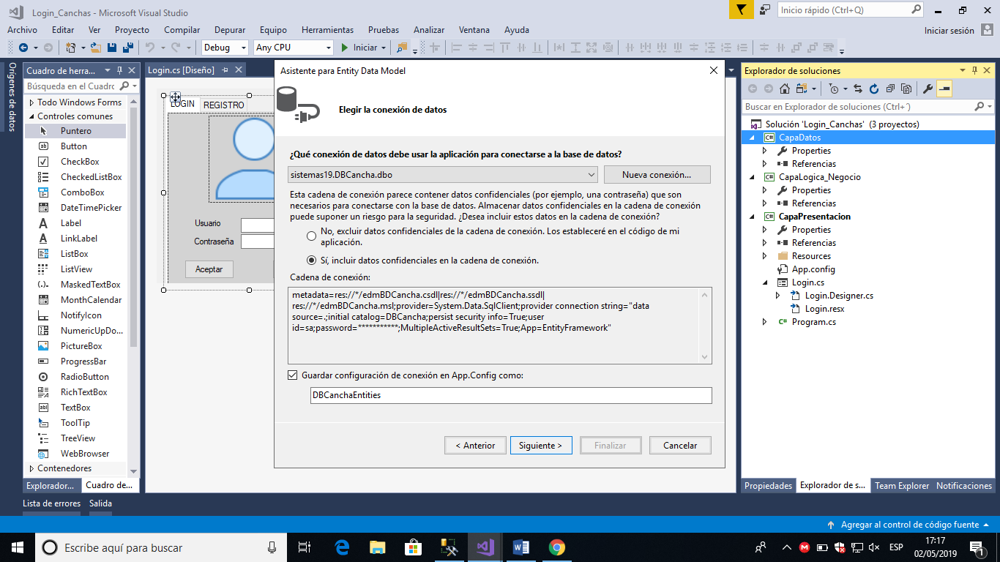 Login_Canchas - Microsoft Visual Studio
Inicio rápido (Ctrl+Q)
Archivo Editar Ver Proyecto Compilar Depurar Equipo Herramientas Pruebas Analizar Ventana Ayuda
Iniciar sesión
Debug Any CPU Iniciar
Orígenes de datos
Cuadro de herra...
Búsqueda en el Cuadro
Todo Windows Forms
Controles comunes
Puntero
Button
CheckBox
CheckedListBox
ComboBox
DateTimePicker
Label
LinkLabel
ListBox
ListView
MaskedTextBox
MonthCalendar
NotifyIcon
NumericUpDo...
PictureBox
ProgressBar
RadioButton
RichTextBox
TextBox
ToolTip
TreeView
WebBrowser
Contenedores
Explorador... Cuadro de...
Login.cs [Diseño]
LOGIN REGISTRO
Usuario
Contraseña
Aceptar
Asistente para Entity Data Model
Elegir la conexión de datos
¿Qué conexión de datos debe usar la aplicación para conectarse a la base de datos?
sistemas19.DBCancha.dbo
Nueva conexión...
Esta cadena de conexión parece contener datos confidenciales (por ejemplo, una contraseña) que son
necesarios para conectarse con la base de datos. Almacenar datos confidenciales en la cadena de conexión
puede suponer un riesgo para la seguridad. ¿Desea incluir estos datos en la cadena de conexión?
No, excluir datos confidenciales de la cadena de conexión. Los estableceré en el código de mi
aplicación.
Sí, incluir datos confidenciales en la cadena de conexión.
Cadena de conexión:
metadata=res://*/edmBDCancha.csdl|res://*/edmBDCancha.ssdl|
res://*/edmBDCancha.msl;provider=System.Data.SqlClient;provider connection string="data
source=.;initial catalog=DBCancha;persist security info=True;user
id=sa;password=***********;MultipleActiveResultSets=True;App=EntityFramework"
Guardar configuración de conexión en App.Config como:
DBCanchaEntities
< Anterior Siguiente > Finalizar Cancelar
Explorador de soluciones
Buscar en Explorador de soluciones (Ctrl+´)
Solución 'Login_Canchas' (3 proyectos)
CapaDatos
Properties
Referencias
CapaLogica_Negocio
Properties
Referencias
CapaPresentacion
Properties
Referencias
Resources
App.config
Login.cs
Login.Designer.cs
Login.resx
Program.cs
Propiedades Explorador de s... Team Explorer Notificaciones
Lista de errores Salida
Agregar al control de código fuente
Escribe aquí para buscar
ESP
17:17
02/05/2019
1